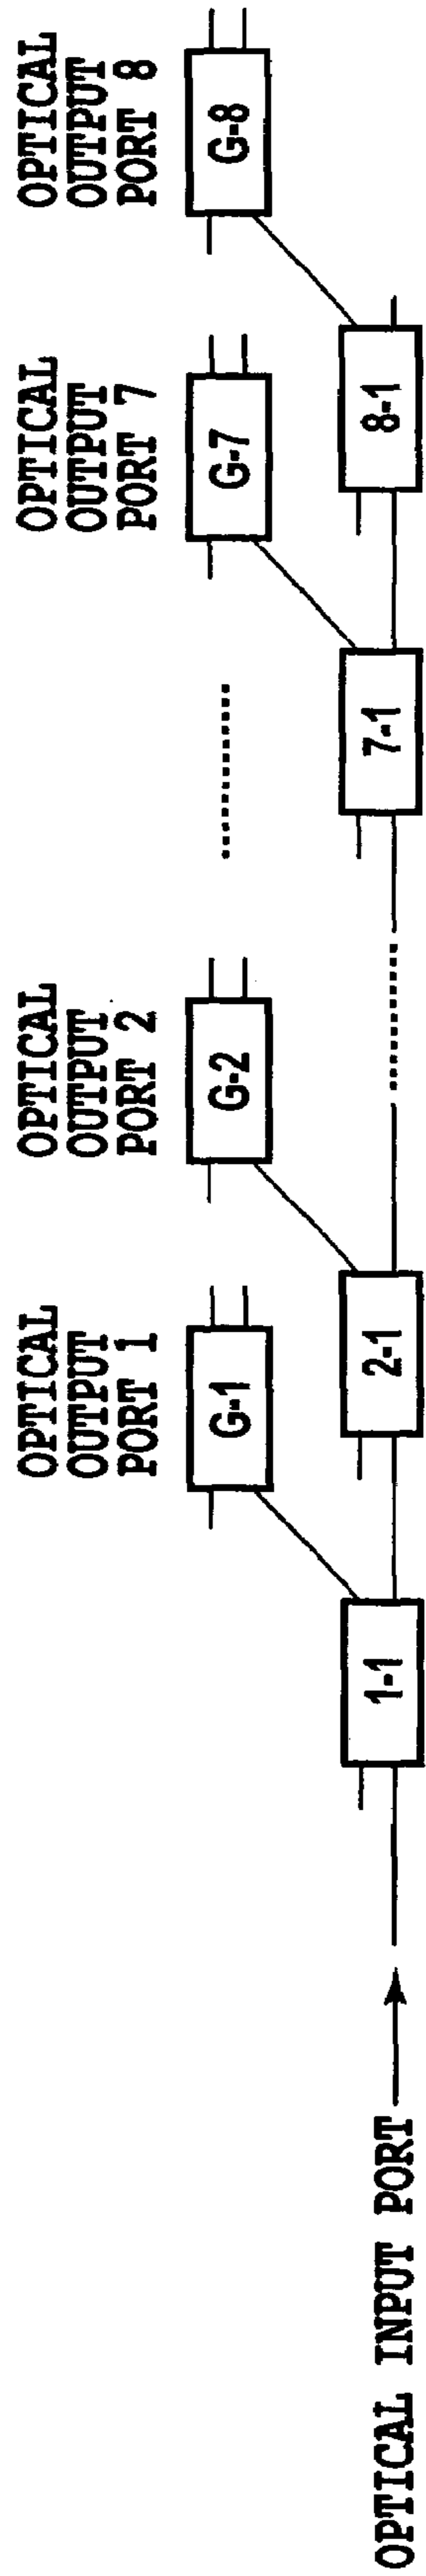 OPTICAL
OUTPUT
PORT 1
OPTICAL
OUTPUT
PORT 2
OPTICAL
OUTPUT
PORT 7
OPTICAL
OUTPUT
PORT 8
G-1
G-2
G-7
G-8
OPTICAL INPUT PORT
1-1
2-1
7-1
8-1